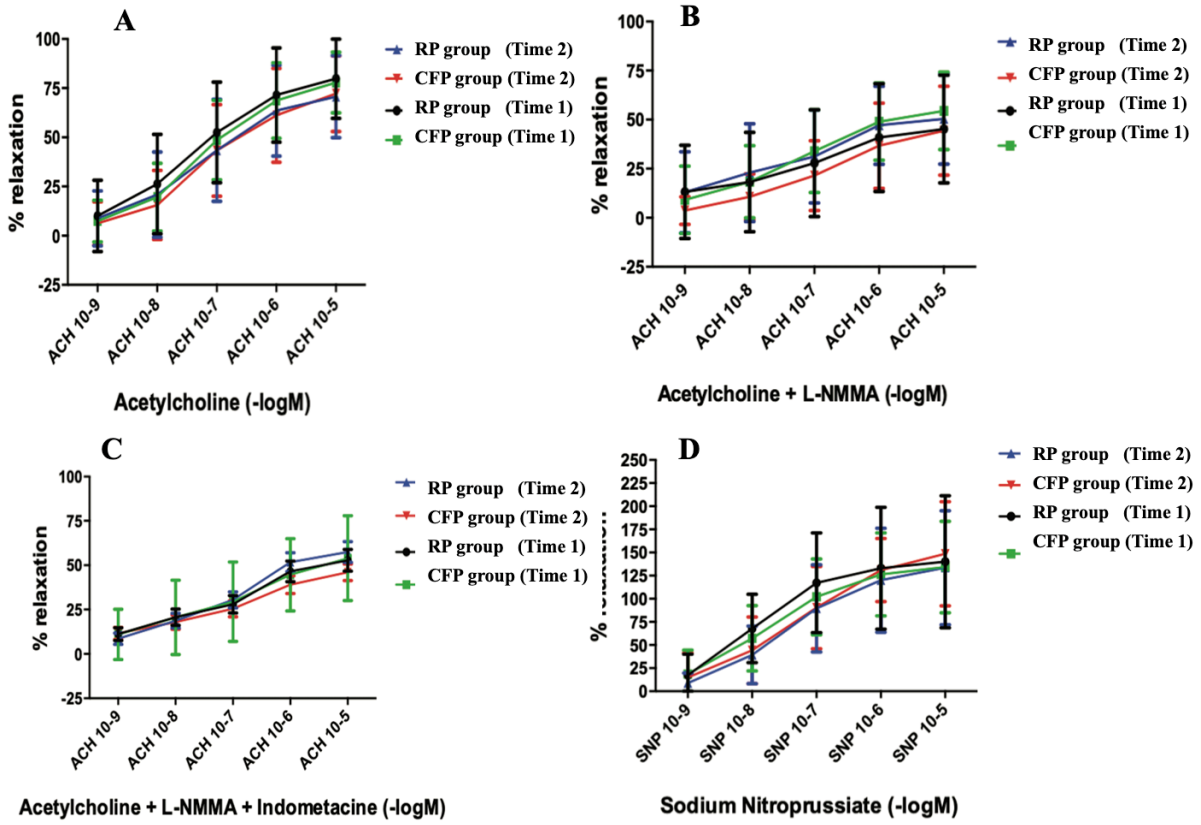 A
100
75
50
25
0
-25
% relaxation
ACH 10-9
ACH 10-8
ACH 10-7
ACH 10-6
ACH 10-5
Acetylcholine (-logM)
RP group (Time 2)
CFP group (Time 2)
RP group (Time 1)
CFP group (Time 1)
B
100
75
50
25
0
-25
% relaxation
ACH 10-9
ACH 10-8
ACH 10-7
ACH 10-6
ACH 10-5
Acetylcholine + L-NMMA (-logM)
RP group (Time 2)
CFP group (Time 2)
RP group (Time 1)
CFP group (Time 1)
C
100
75
50
25
0
-25
% relaxation
ACH 10-9
ACH 10-8
ACH 10-7
ACH 10-6
ACH 10-5
Acetylcholine + L-NMMA + Indometacine (-logM)
RP group (Time 2)
CFP group (Time 2)
RP group (Time 1)
CFP group (Time 1)
D
250
225
200
175
150
125
100
75
50
25
0
% relaxation
SNP 10-9
SNP 10-8
SNP 10-7
SNP 10-6
SNP 10-5
Sodium Nitroprussiate (-logM)
RP group (Time 2)
CFP group (Time 2)
RP group (Time 1)
CFP group (Time 1)